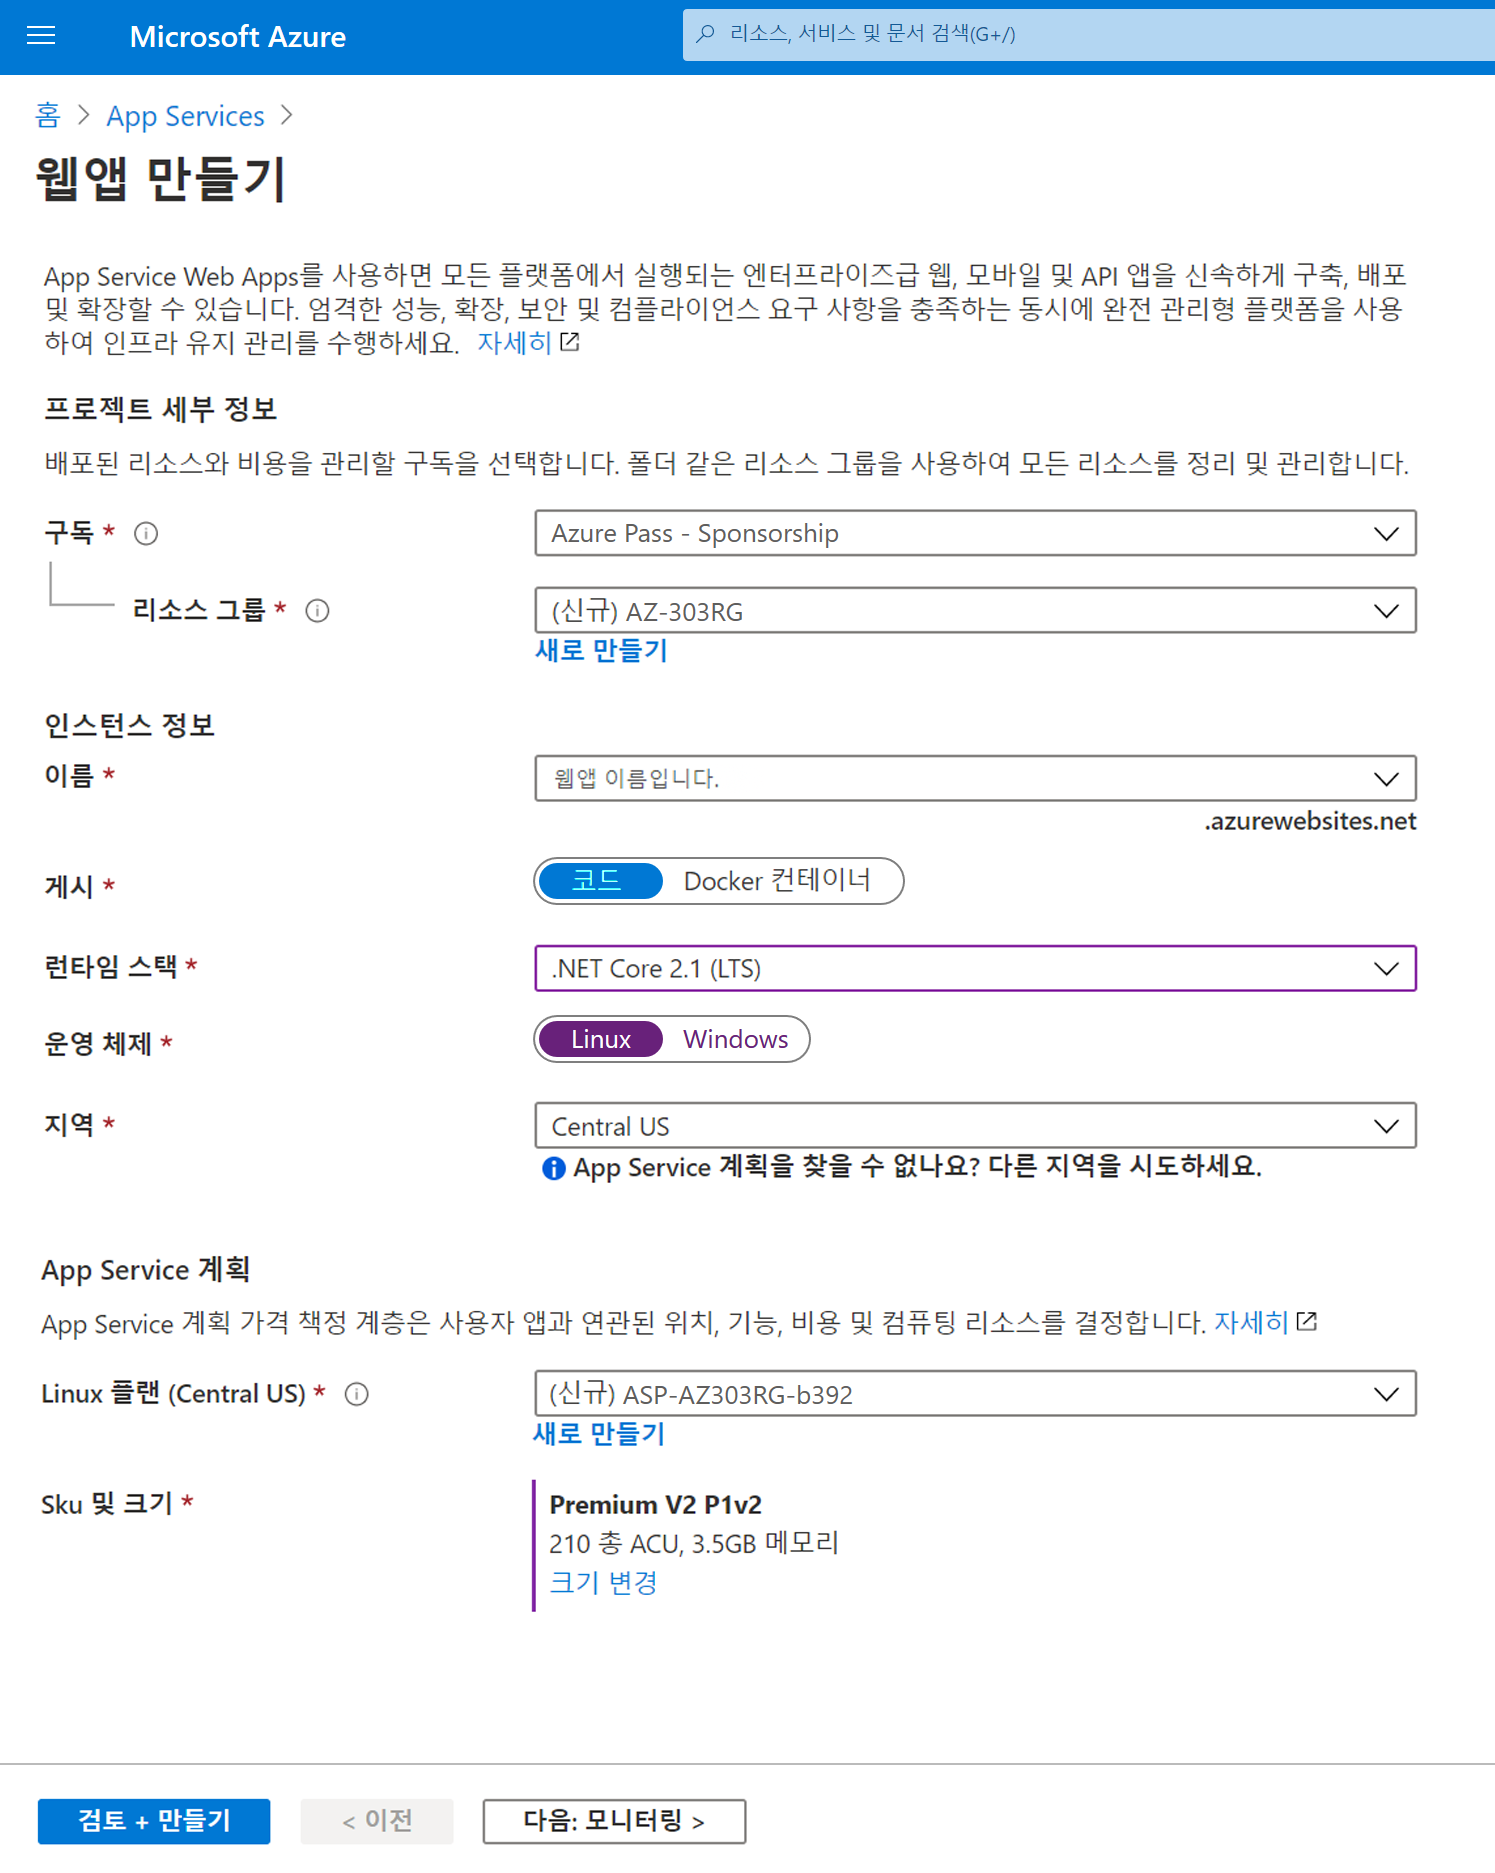 Microsoft Azure
리소스, 서비스 및 문서 검색(G+/)
홈 > App Services >
웹앱 만들기
App Service Web Apps를 사용하면 모든 플랫폼에서 실행되는 엔터프라이즈급 웹, 모바일 및 API 앱을 신속하게 구축, 배포
및 확장할 수 있습니다. 엄격한 성능, 확장, 보안 및 컴플라이언스 요구 사항을 충족하는 동시에 완전 관리형 플랫폼을 사용
하여 인프라 유지 관리를 수행하세요. 자세히
프로젝트 세부 정보
배포된 리소스와 비용을 관리할 구독을 선택합니다. 폴더 같은 리소스 그룹을 사용하여 모든 리소스를 정리 및 관리합니다.
구독 *
Azure Pass - Sponsorship
리소스 그룹 *
(신규) AZ-303RG
새로 만들기
인스턴스 정보
이름 *
웹앱 이름입니다.
.azurewebsites.net
게시 *
코드 Docker 컨테이너
런타임 스택 *
.NET Core 2.1 (LTS)
운영 체제 *
Linux Windows
지역 *
Central US
App Service 계획을 찾을 수 없나요? 다른 지역을 시도하세요.
App Service 계획
App Service 계획 가격 책정 계층은 사용자 앱과 연관된 위치, 기능, 비용 및 컴퓨팅 리소스를 결정합니다. 자세히
Linux 플랜 (Central US) *
(신규) ASP-AZ303RG-b392
새로 만들기
Sku 및 크기 *
Premium V2 P1v2
210 총 ACU, 3.5GB 메모리
크기 변경
검토 + 만들기
< 이전
다음: 모니터링 >